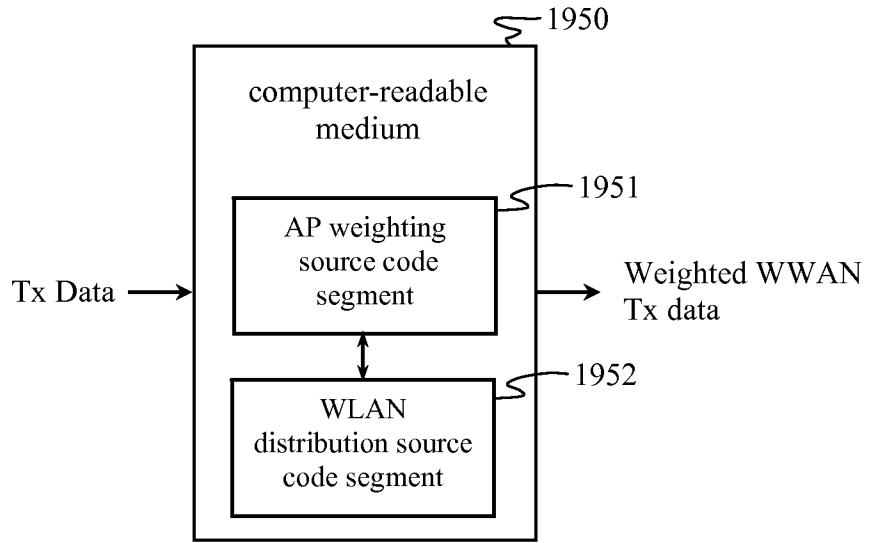 1950
computer-readable
medium
1951
AP weighting
source code
segment
Tx Data
Weighted WWAN
Tx data
1952
WLAN
distribution source
code segment